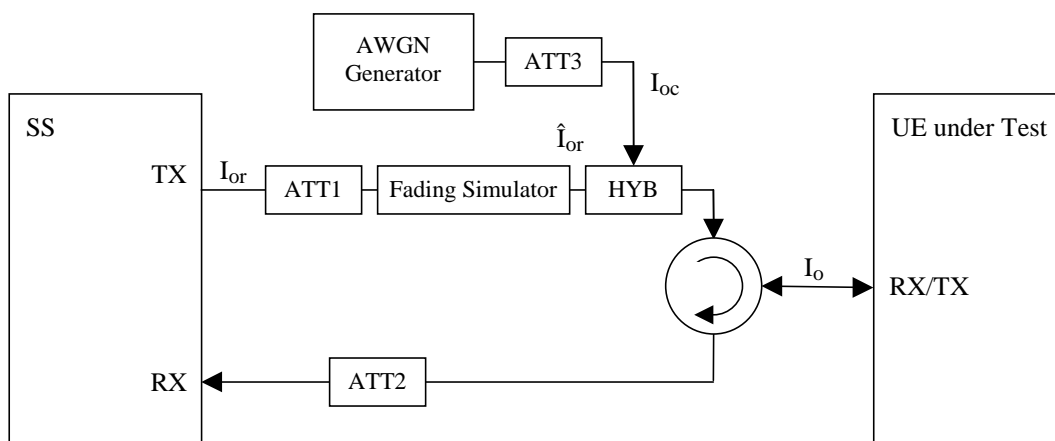 AWGN
Generator
ATT3
I_oc
SS
UE under Test
Î_or
TX
I_or
ATT1
Fading Simulator
HYB
I_o
RX/TX
RX
ATT2